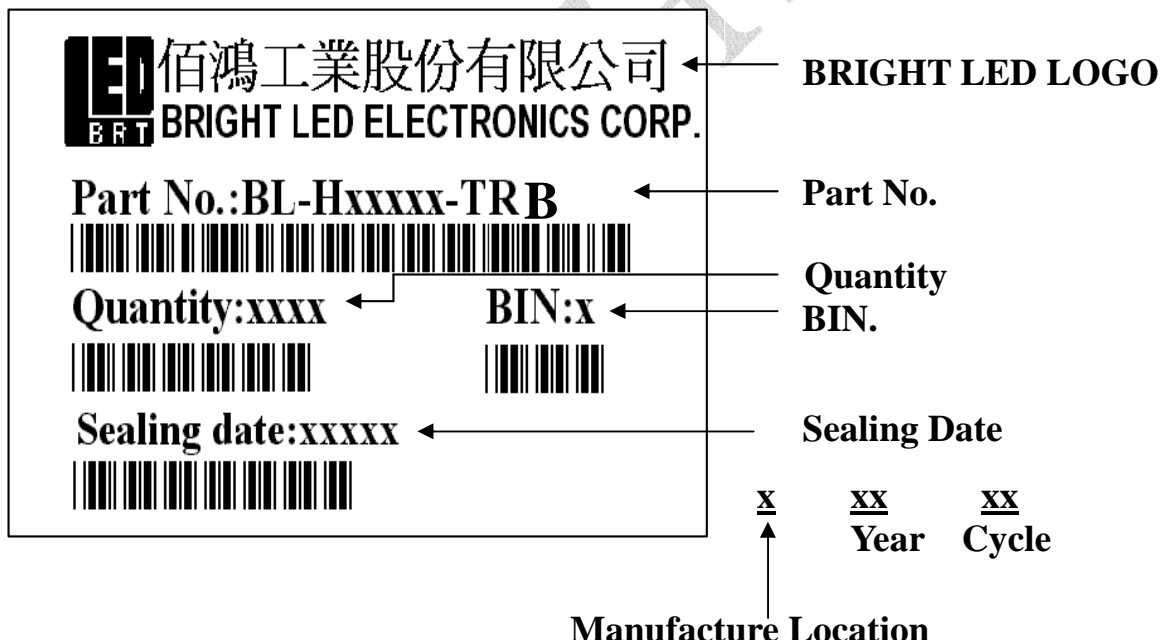 LED 佰鴻工業股份有限公司 BRIGHT LED LOGO
BRT BRIGHT LED ELECTRONICS CORP.
Part No.:BL-Hxxxxx-TRB Part No.
Quantity
Quantity:xxxx BIN:x BIN.
Sealing date:xxxxx Sealing Date
x xx xx
Year Cycle
Manufacture Location